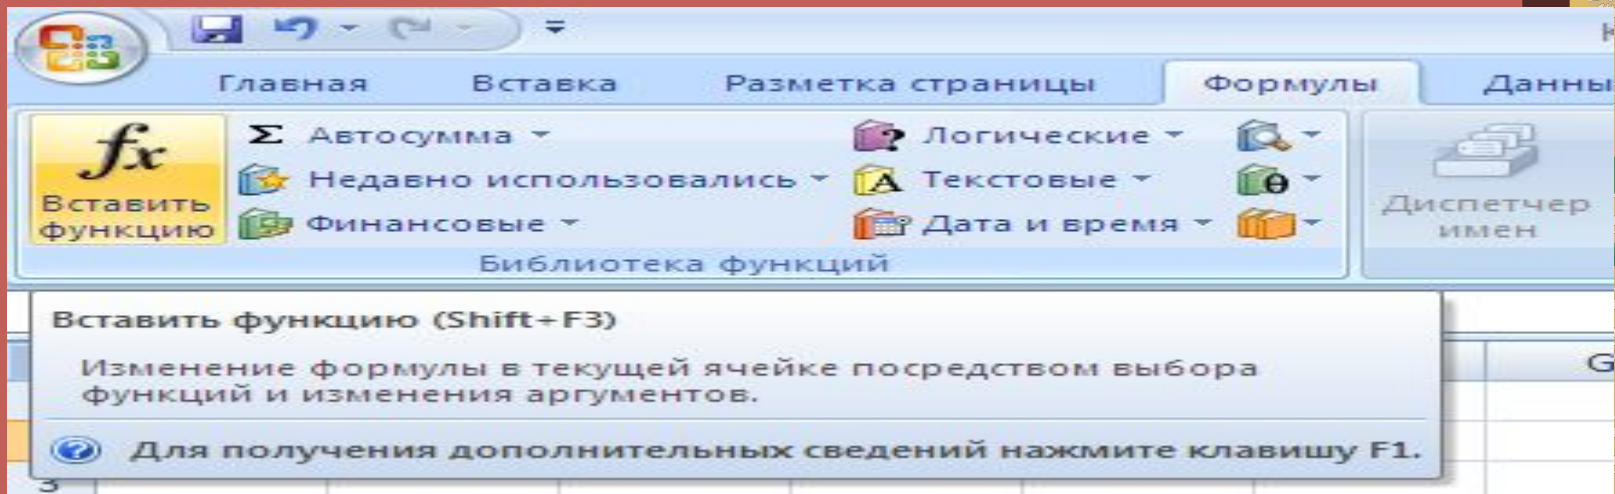 Главная Вставка Разметка страницы Формулы
fx Σ Автосумма Логические
Недавно использовались A Текстовые θ
Вставить функцию Финансовые ? Дата и время
Диспетчер имен
Библиотека функций
Вставить функцию (Shift+F3)
Изменение формулы в текущей ячейке посредством выбора
функций и изменения аргументов.
G
? Для получения дополнительных сведений нажмите клавишу F1.
3